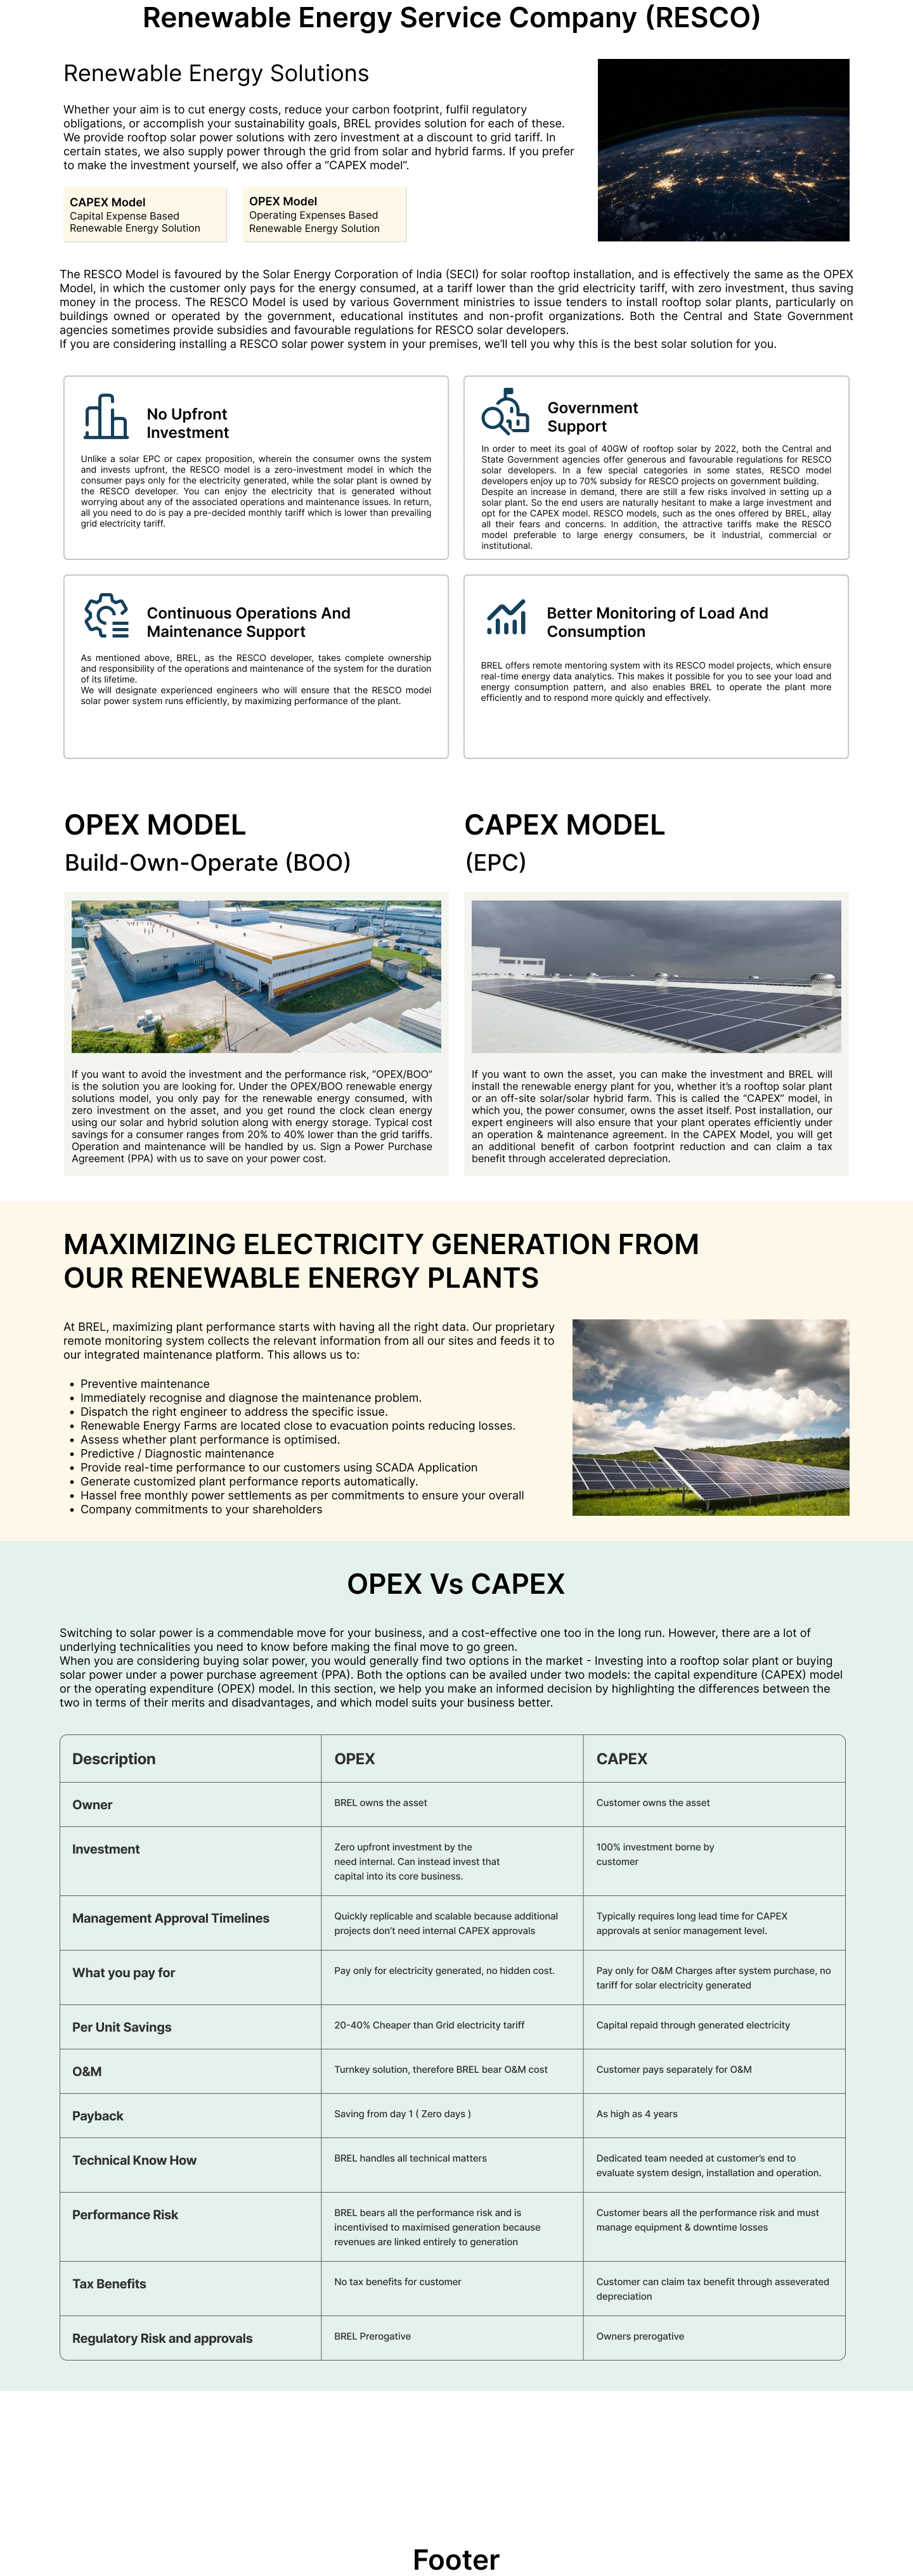 Renewable Energy Service Company (RESCO)
Renewable Energy Solutions
Whether your aim is to cut energy costs, reduce your carbon footprint, fulfil regulatory
obligations, or accomplish your sustainability goals, BREL provides solution for each of these.
We provide rooftop solar power solutions with zero investment at a discount to grid tariff. In
certain states, we also supply power through the grid from solar and hybrid farms. If you prefer
to make the investment yourself, we also offer a “CAPEX model”.
CAPEX Model
Capital Expense Based
Renewable Energy Solution
OPEX Model
Operating Expenses Based
Renewable Energy Solution
The RESCO Model is favoured by the Solar Energy Corporation of India (SECI) for solar rooftop installation, and is effectively the same as the OPEX
Model, in which the customer only pays for the energy consumed, at a tariff lower than the grid electricity tariff, with zero investment, thus saving
money in the process. The RESCO Model is used by various Government ministries to issue tenders to install rooftop solar plants, particularly on
buildings owned or operated by the government, educational institutes and non-profit organizations. Both the Central and State Government
agencies sometimes provide subsidies and favourable regulations for RESCO solar developers.
If you are considering installing a RESCO solar power system in your premises, we’ll tell you why this is the best solar solution for you.
No Upfront
Investment
Unlike a solar EPC or capex proposition, wherein the consumer owns the system
and invests upfront, the RESCO model is a zero-investment model in which the
consumer pays only for the electricity generated, while the solar plant is owned by
the RESCO developer. You can enjoy the electricity that is generated without
worrying about any of the associated operations and maintenance issues. In return,
all you need to do is pay a pre-decided monthly tariff which is lower than prevailing
grid electricity tariff.
Government
Support
In order to meet its goal of 40GW of rooftop solar by 2022, both the Central and
State Government agencies offer generous and favourable regulations for RESCO
solar developers. In a few special categories in some states, RESCO model
developers enjoy up to 70% subsidy for RESCO projects on government building.
Despite an increase in demand, there are still a few risks involved in setting up a
solar plant. So the end users are naturally hesitant to make a large investment and
opt for the CAPEX model. RESCO models, such as the ones offered by BREL, allay
all their fears and concerns. In addition, the attractive tariffs make the RESCO
model preferable to large energy consumers, be it industrial, commercial or
institutional.
Continuous Operations And
Maintenance Support
As mentioned above, BREL, as the RESCO developer, takes complete ownership
and responsibility of the operations and maintenance of the system for the duration
of its lifetime.
We will designate experienced engineers who will ensure that the RESCO model
solar power system runs efficiently, by maximizing performance of the plant.
Better Monitoring of Load And
Consumption
BREL offers remote mentoring system with its RESCO model projects, which ensure
real-time energy data analytics. This makes it possible for you to see your load and
energy consumption pattern, and also enables BREL to operate the plant more
efficiently and to respond more quickly and effectively.
OPEX MODEL
Build-Own-Operate (BOO)
If you want to avoid the investment and the performance risk, “OPEX/BOO”
is the solution you are looking for. Under the OPEX/BOO renewable energy
solutions model, you only pay for the renewable energy consumed, with
zero investment on the asset, and you get round the clock clean energy
using our solar and hybrid solution along with energy storage. Typical cost
savings for a consumer ranges from 20% to 40% lower than the grid tariffs.
Operation and maintenance will be handled by us. Sign a Power Purchase
Agreement (PPA) with us to save on your power cost.
CAPEX MODEL
(EPC)
If you want to own the asset, you can make the investment and BREL will
install the renewable energy plant for you, whether it’s a rooftop solar plant
or an off-site solar/solar hybrid farm. This is called the “CAPEX” model, in
which you, the power consumer, owns the asset itself. Post installation, our
expert engineers will also ensure that your plant operates efficiently under
an operation & maintenance agreement. In the CAPEX Model, you will get
an additional benefit of carbon footprint reduction and can claim a tax
benefit through accelerated depreciation.
MAXIMIZING ELECTRICITY GENERATION FROM
OUR RENEWABLE ENERGY PLANTS
At BREL, maximizing plant performance starts with having all the right data. Our proprietary
remote monitoring system collects the relevant information from all our sites and feeds it to
our integrated maintenance platform. This allows us to:
• Preventive maintenance
• Immediately recognise and diagnose the maintenance problem.
• Dispatch the right engineer to address the specific issue.
• Renewable Energy Farms are located close to evacuation points reducing losses.
• Assess whether plant performance is optimised.
• Predictive / Diagnostic maintenance
• Provide real-time performance to our customers using SCADA Application
• Generate customized plant performance reports automatically.
• Hassel free monthly power settlements as per commitments to ensure your overall
• Company commitments to your shareholders
OPEX Vs CAPEX
Switching to solar power is a commendable move for your business, and a cost-effective one too in the long run. However, there are a lot of
underlying technicalities you need to know before making the final move to go green.
When you are considering buying solar power, you would generally find two options in the market - Investing into a rooftop solar plant or buying
solar power under a power purchase agreement (PPA). Both the options can be availed under two models: the capital expenditure (CAPEX) model
or the operating expenditure (OPEX) model. In this section, we help you make an informed decision by highlighting the differences between the
two in terms of their merits and disadvantages, and which model suits your business better.
Description
OPEX
CAPEX
Owner
BREL owns the asset
Customer owns the asset
Investment
Zero upfront investment by the
need internal. Can instead invest that
capital into its core business.
100% investment borne by
customer
Management Approval Timelines
Quickly replicable and scalable because additional
projects don’t need internal CAPEX approvals
Typically requires long lead time for CAPEX
approvals at senior management level.
What you pay for
Pay only for electricity generated, no hidden cost.
Pay only for O&M Charges after system purchase, no
tariff for solar electricity generated
Per Unit Savings
20-40% Cheaper than Grid electricity tariff
Capital repaid through generated electricity
O&M
Turnkey solution, therefore BREL bear O&M cost
Customer pays separately for O&M
Payback
Saving from day 1 ( Zero days )
As high as 4 years
Technical Know How
BREL handles all technical matters
Dedicated team needed at customer’s end to
evaluate system design, installation and operation.
Performance Risk
BREL bears all the performance risk and is
incentivised to maximised generation because
revenues are linked entirely to generation
Customer bears all the performance risk and must
manage equipment & downtime losses
Tax Benefits
No tax benefits for customer
Customer can claim tax benefit through asseverated
depreciation
Regulatory Risk and approvals
BREL Prerogative
Owners prerogative
Footer